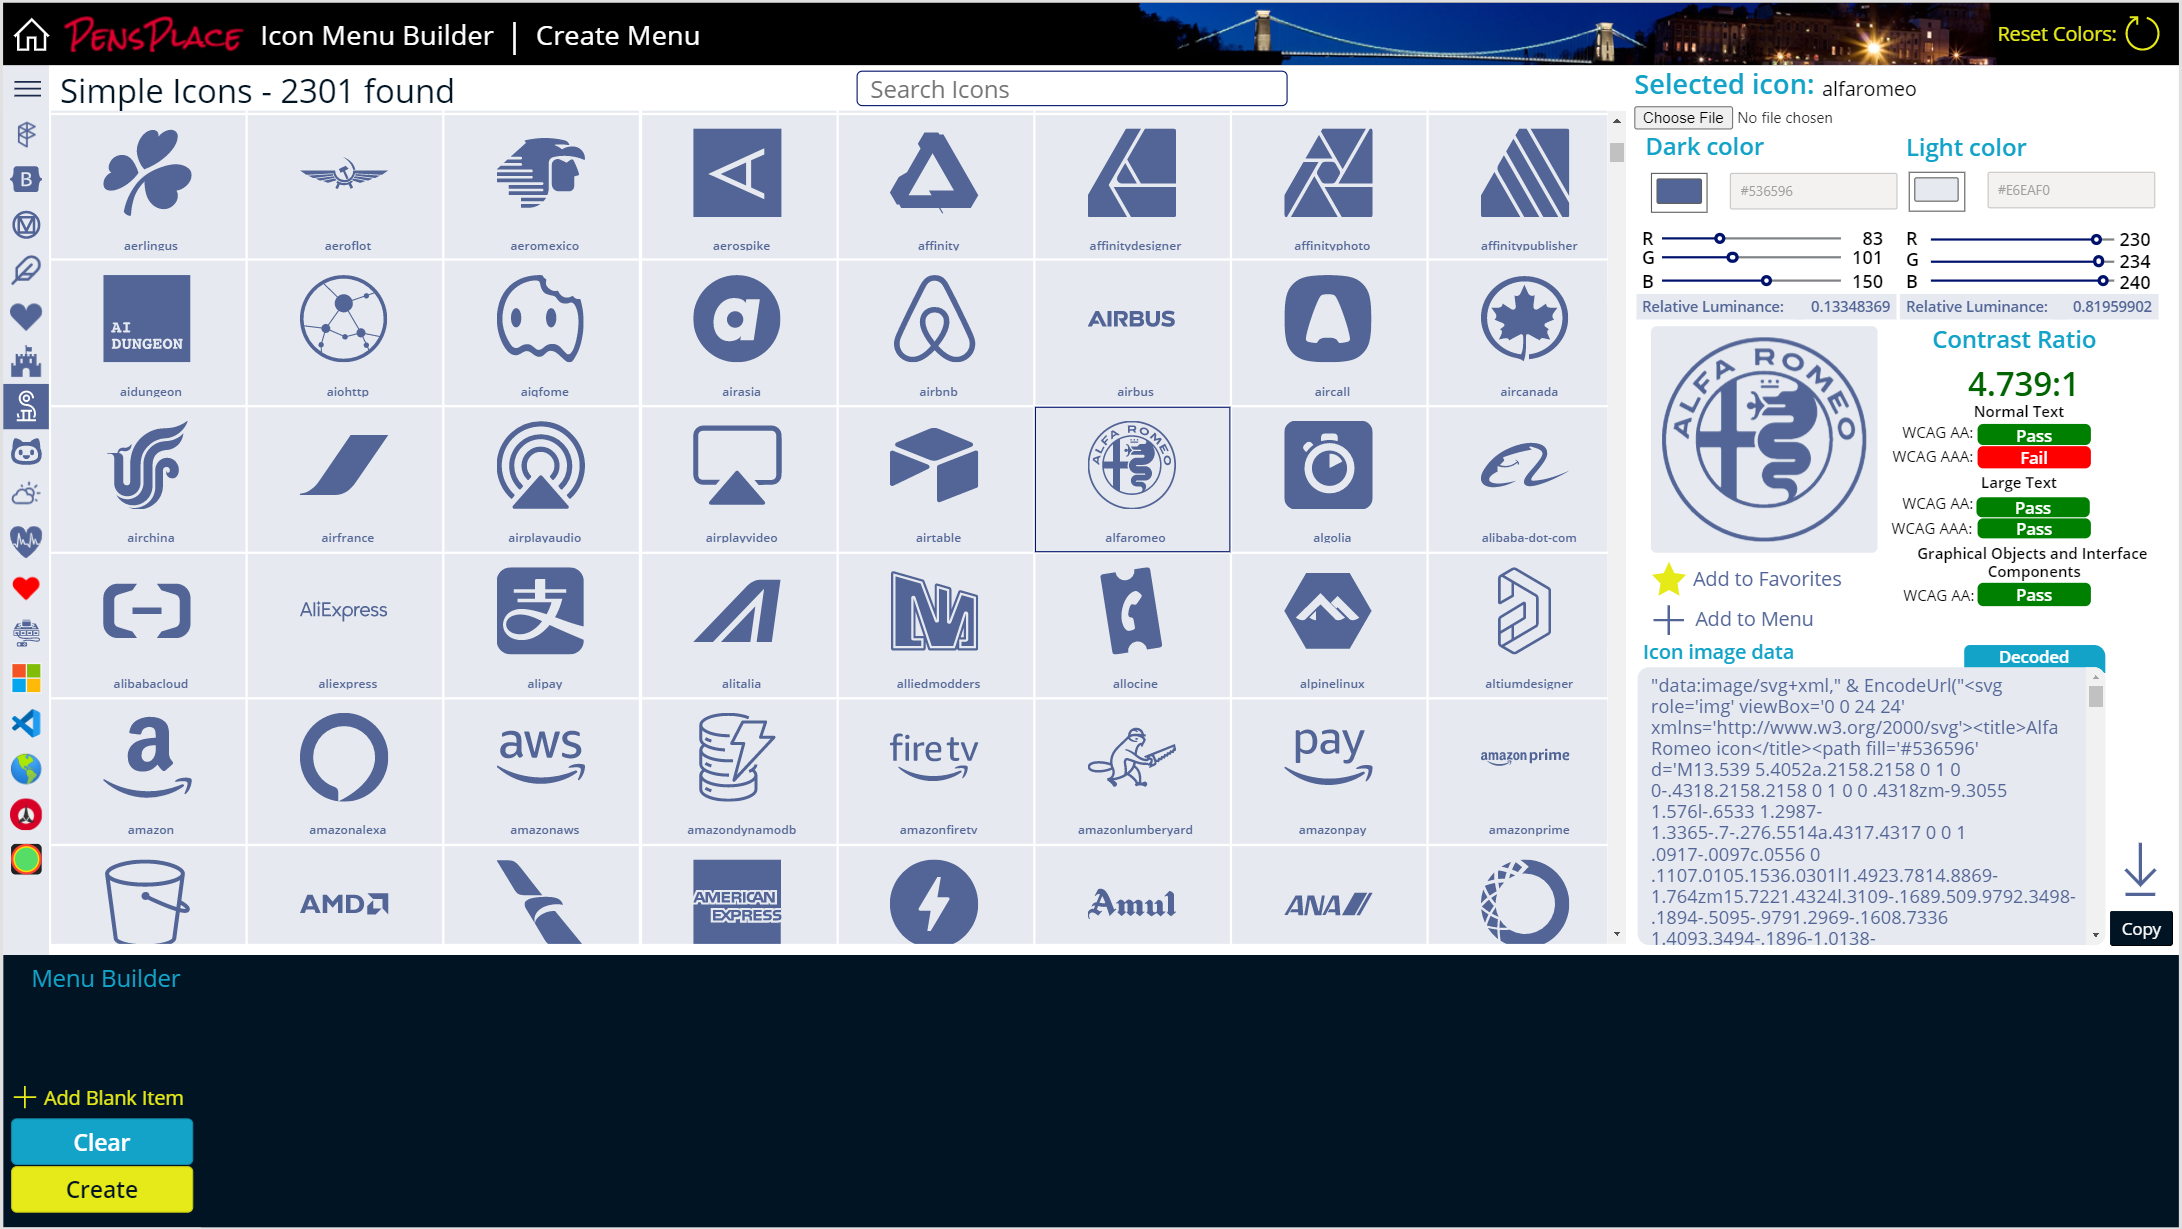 PENSPLACE Icon Menu Builder | Create Menu
Reset Colors:
Simple Icons - 2301 found
Search Icons
aerlingus
aeroflot
aeromexico
aerospike
affinity
affinitydesigner
affinityphoto
affinitypublisher
AI
DUNGEON
AIRBUS
aidungeon
aiohttp
aiqfome
airasia
airbnb
airbus
aircall
aircanada
ALFA ROMEO
airchina
airfrance
airplayaudio
airplayvideo
airtable
alfaromeo
algolia
alibaba-dot-com
AliExpress
支
alibabacloud
aliexpress
alipay
alitalia
alliedmodders
allocine
alpinelinux
altiumdesigner
a
aws
fire tv
pay
amazon prime
amazon
amazonalexa
amazonaws
amazondynamodb
amazonfiretv
amazonlumberyard
amazonpay
amazonprime
AMD
AMERICAN
EXPRESS
Amul
ANA
Selected icon: alfaromeo
Choose File No file chosen
Dark color
#536596
R 83
G 101
B 150
Relative Luminance: 0.13348369
Light color
#E6EAF0
R 230
G 234
B 240
Relative Luminance: 0.81959902
ALFA ROMEO
Contrast Ratio
4.739:1
Normal Text
WCAG AA: Pass
WCAG AAA: Fail
Large Text
WCAG AA: Pass
WCAG AAA: Pass
Graphical Objects and Interface
Components
WCAG AA: Pass
Add to Favorites
Add to Menu
Icon image data
Decoded
"data:image/svg+xml," & EncodeUrl("<svg
role='img' viewBox='0 0 24 24'
xmlns='http://www.w3.org/2000/svg'><title>Alfa
Romeo icon</title><path fill='#536596'
d='M13.539 5.4052a.2158.2158 0 1 0
0-.4318.2158.2158 0 1 0 0 .4318zm-9.3055
1.576l-.6533 1.2987-
1.3365-.7-.276.5514a.4317.4317 0 0 1
.0917-.0097c.0556 0
.1107.0105.1536.0301l1.4923.7814.8869-
1.764zm15.7221.4324l.3109-.1689.509.9792.3498-
.1894-.5095-.9791.2969-.1608.7336
1.4093.3494-.1896-1.0138-
Copy
Menu Builder
Add Blank Item
Clear
Create